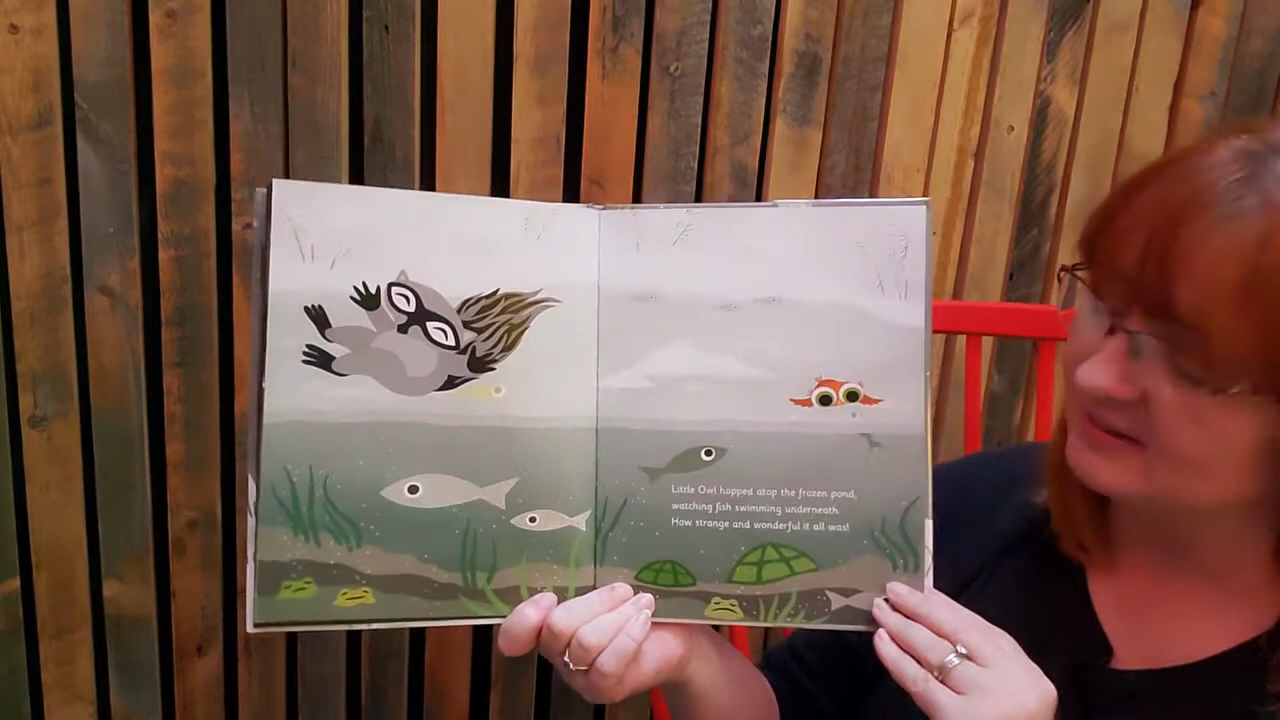 Little Owl hopped atop the frozen pond,
watching fish swimming underneath.
How strange and wonderful it all was!